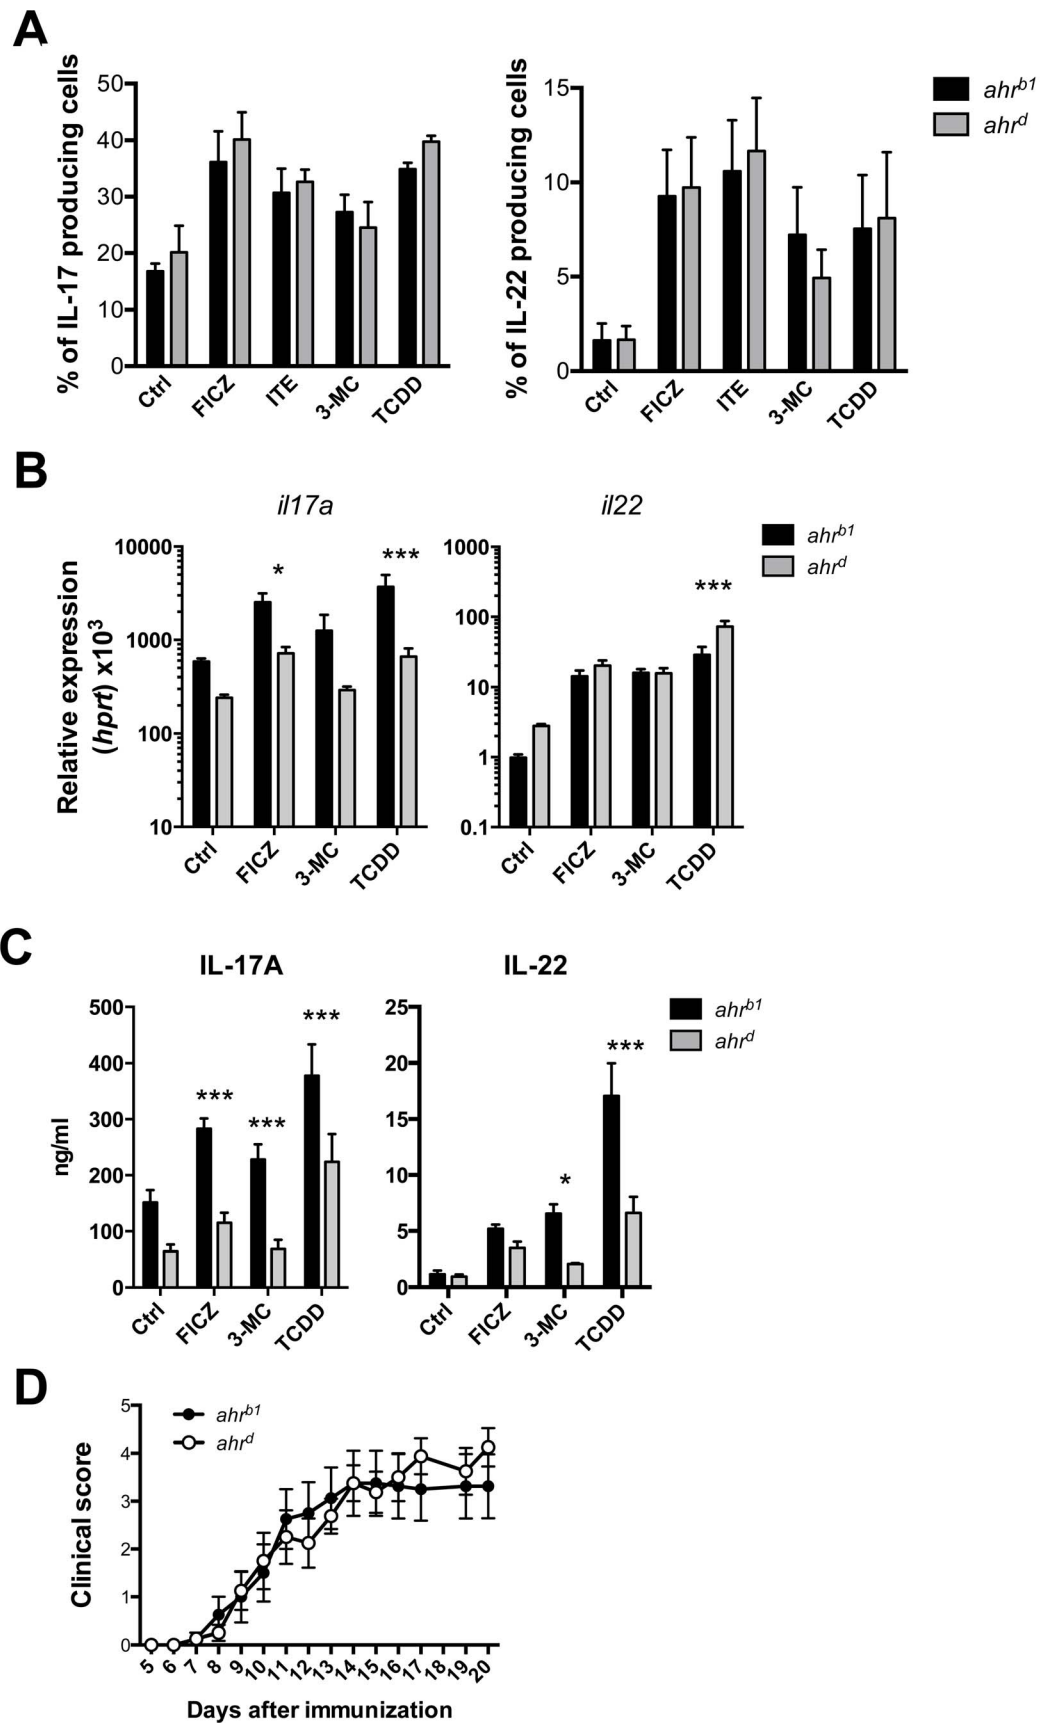 A
% of IL-17 producing cells
50
40
30
20
10
0
Ctrl
FICZ
ITE
3-MC
TCDD
% of IL-22 producing cells
15
10
5
0
Ctrl
FICZ
ITE
3-MC
TCDD
ahrb1
ahrd
B
Relative expression
(hprt) x10³
il17a
10000
1000
100
10
*
***
Ctrl
FICZ
3-MC
TCDD
il22
1000
100
10
1
0.1
***
Ctrl
FICZ
3-MC
TCDD
ahrb1
ahrd
C
IL-17A
ng/ml
500
400
300
200
100
0
***
***
***
Ctrl
FICZ
3-MC
TCDD
IL-22
25
20
15
10
5
0
*
***
Ctrl
FICZ
3-MC
TCDD
ahrb1
ahrd
D
Clinical score
5
4
3
2
1
0
ahrb1
ahrd
5 6 7 8 9 10 11 12 13 14 15 16 17 18 19 20
Days after immunization